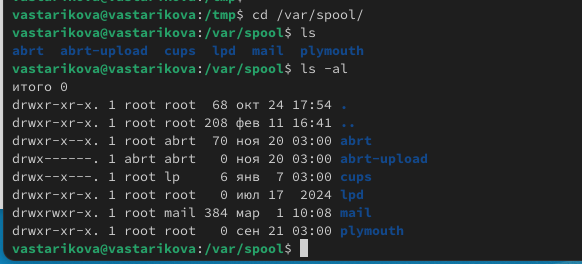 vastarikova@vastarikova:/tmp$ cd /var/spool/
vastarikova@vastarikova:/var/spool$ ls
abrt abrt-upload cups lpd mail plymouth
vastarikova@vastarikova:/var/spool$ ls -al
итого 0
drwxr-xr-x. 1 root root 68 окт 24 17:54 .
drwxr-xr-x. 1 root root 208 фев 11 16:41 ..
drwxr-x--x. 1 root abrt 70 ноя 20 03:00 abrt
drwx------. 1 abrt abrt 0 ноя 20 03:00 abrt-upload
drwx--x---. 1 root lp 6 янв 7 03:00 cups
drwxr-xr-x. 1 root root 0 июл 17 2024 lpd
drwxrwxr-x. 1 root mail 384 мар 1 10:08 mail
drwxr-xr-x. 1 root root 0 сен 21 03:00 plymouth
vastarikova@vastarikova:/var/spool$